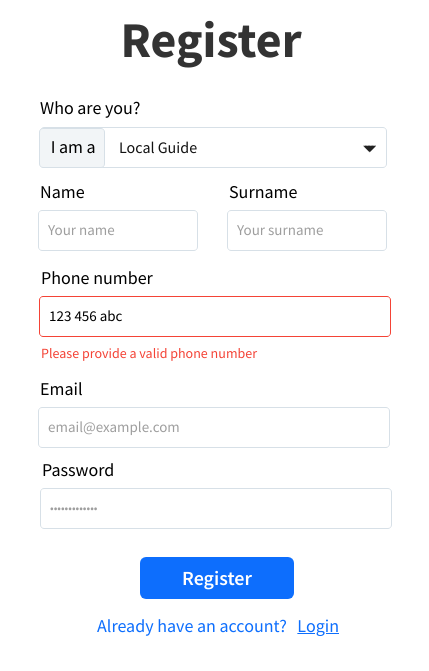 Register
Who are you?
I am a Local Guide
Name Surname
Your name Your surname
Phone number
123 456 abc
Please provide a valid phone number
Email
email@example.com
Password
•••••••••••••
Register
Already have an account? Login